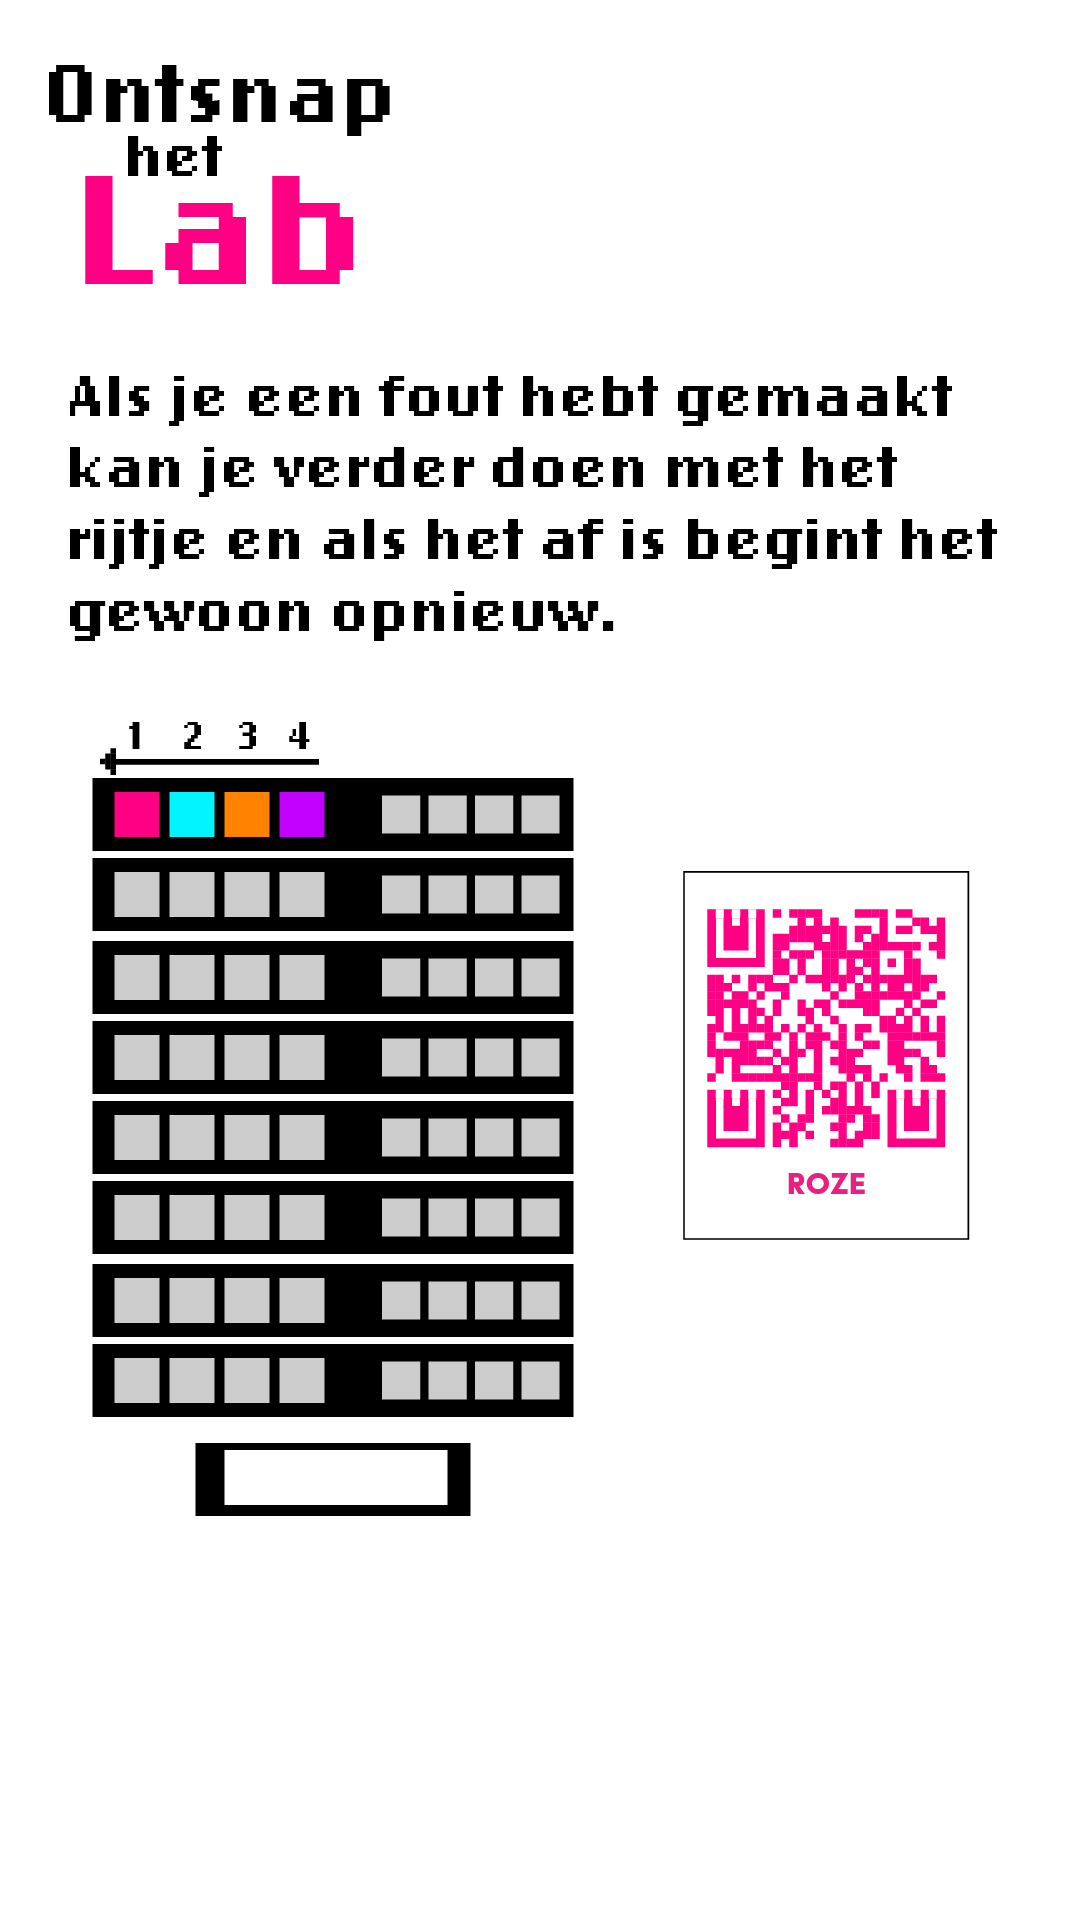 Ontsnap
het
Lab
Als je een fout hebt gemaakt
kan je verder doen met het
rijtje en als het af is begint het
gewoon opnieuw.
1 2 3 4
ROZE